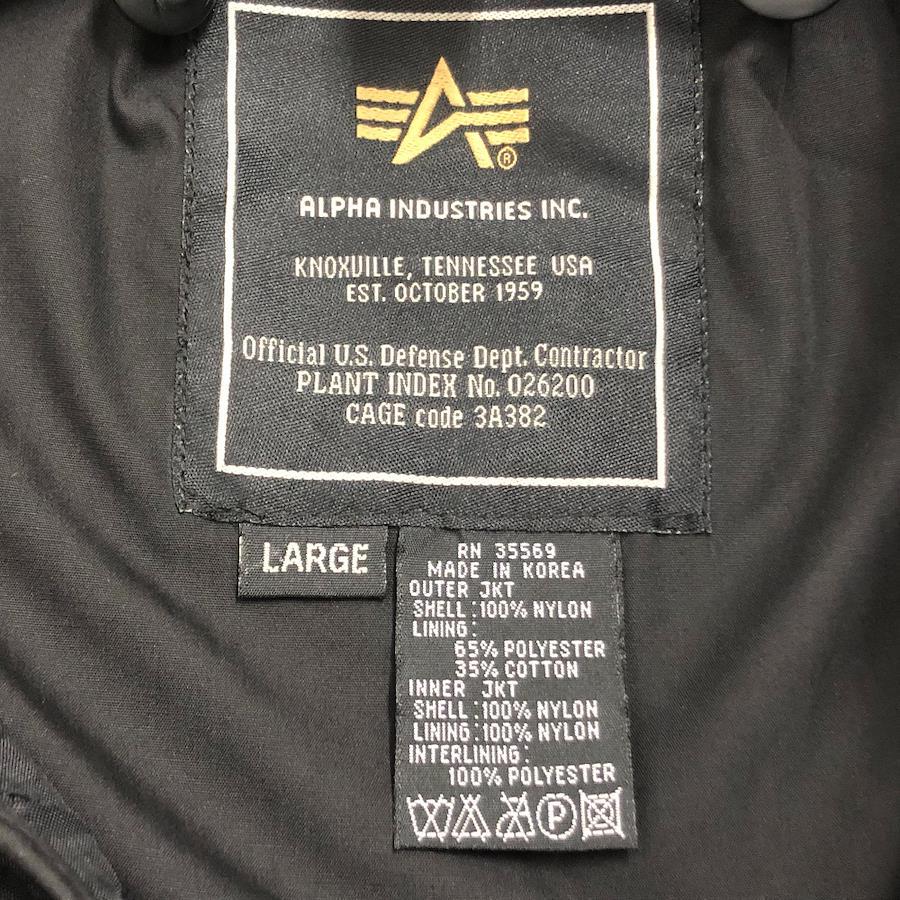 ®
ALPHA INDUSTRIES INC.
KNOXVILLE, TENNESSEE USA
EST. OCTOBER 1959
Official U.S. Defense Dept. Contractor
PLANT INDEX No. 026200
CAGE code 3A382
LARGE
RN 35569
MADE IN KOREA
OUTER JKT
SHELL:100% NYLON
LINING:
65% POLYESTER
35% COTTON
INNER JKT
SHELL:100% NYLON
LINING:100% NYLON
INTERLINING:
100% POLYESTER
P